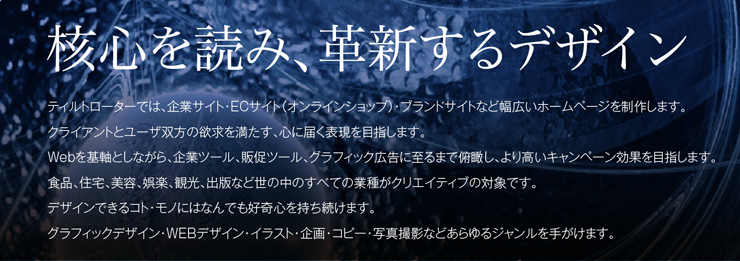 核心を読み、革新するデザイン
ティルトローターでは、企業サイト・ECサイト（オンラインショップ）・ブランドサイトなど幅広いホームページを制作します。
クライアントとユーザ双方の欲求を満たす、心に届く表現を目指します。
Webを基軸としながら、企業ツール、販促ツール、グラフィック広告に至るまで俯瞰し、より高いキャンペーン効果を目指します。
食品、住宅、美容、娯楽、観光、出版など世の中のすべての業種がクリエイティブの対象です。
デザインできるコト・モノにはなんでも好奇心を持ち続けます。
グラフィックデザイン・WEBデザイン・イラスト・企画・コピー・写真撮影などあらゆるジャンルを手がけます。